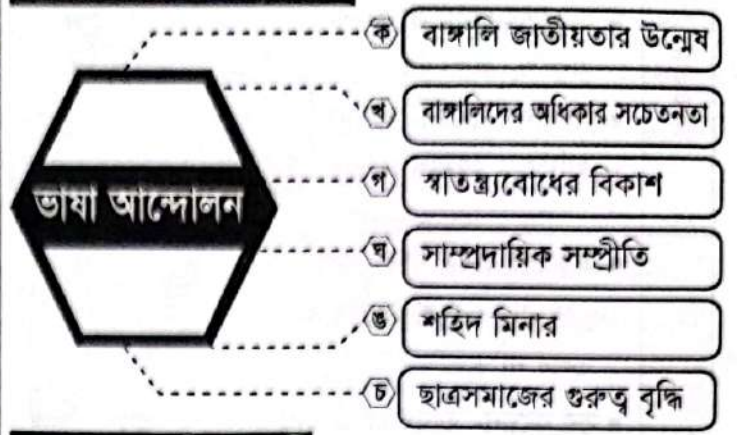 ভাষা আন্দোলন
ক বাঙ্গালি জাতীয়তার উন্মেষ
খ বাঙ্গালিদের অধিকার সচেতনতা
গ স্বাতন্ত্র্যবোধের বিকাশ
ঘ সাম্প্রদায়িক সম্প্রীতি
ঙ শহিদ মিনার
চ ছাত্রসমাজের গুরুত্ব বৃদ্ধি